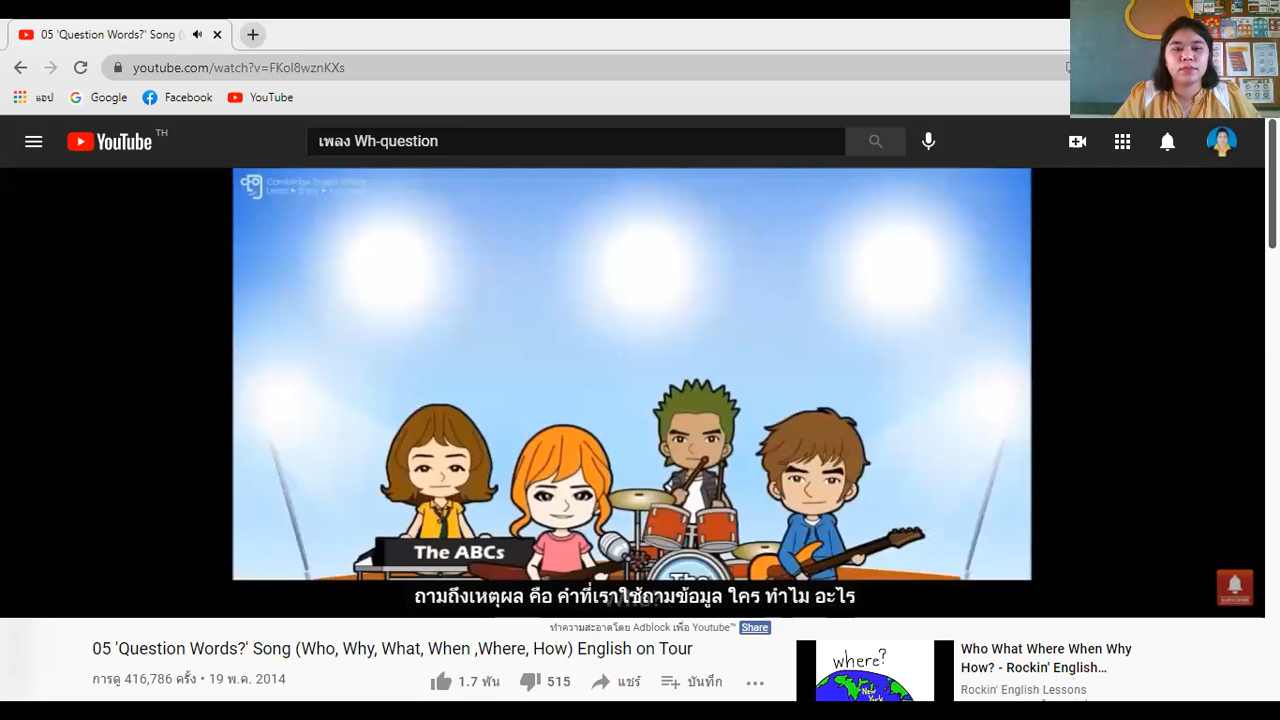 05 'Question Words?' Song (
youtube.com/watch?v=FKol8wznKXs
แอป
Google
Facebook
YouTube
YouTube TH
เพลง Wh-question
The ABCs
The
ถามถึงเหตุผล คือ คำที่เราใช้ถามข้อมูล ใคร ทำไม อะไร
ทำความสะอาดโดย Adblock เพื่อ Youtube™ Share
05 'Question Words?' Song (Who, Why, What, When ,Where, How) English on Tour
การดู 416,786 ครั้ง • 19 พ.ค. 2014
1.7 พัน
515
แชร์
บันทึก
where?
New York
Who What Where When Why
How? - Rockin' English...
Rockin' English Lessons